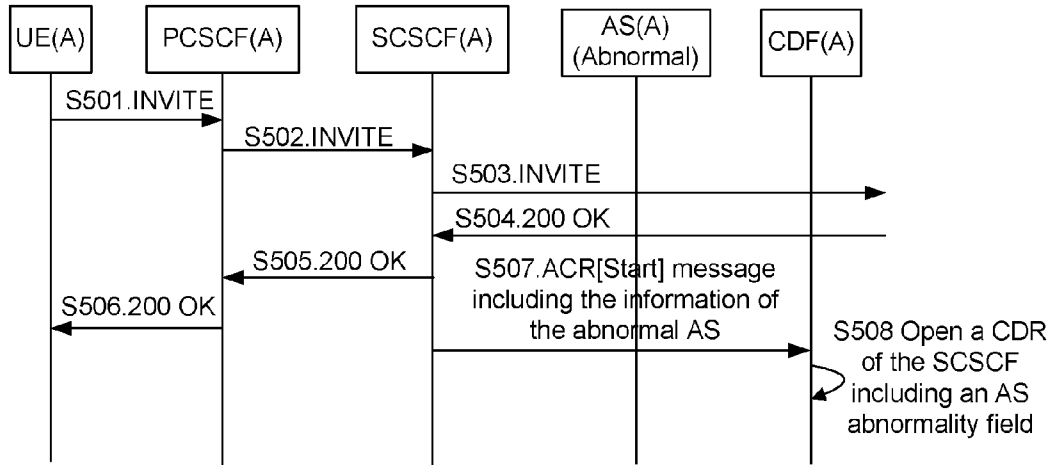 UE(A)
PCSCF(A)
SCSCF(A)
AS(A)
(Abnormal)
CDF(A)
S501.INVITE
S502.INVITE
S503.INVITE
S504.200 OK
S505.200 OK
S506.200 OK
S507.ACR[Start] message
including the information of
the abnormal AS
S508 Open a CDR
of the SCSCF
including an AS
abnormality field